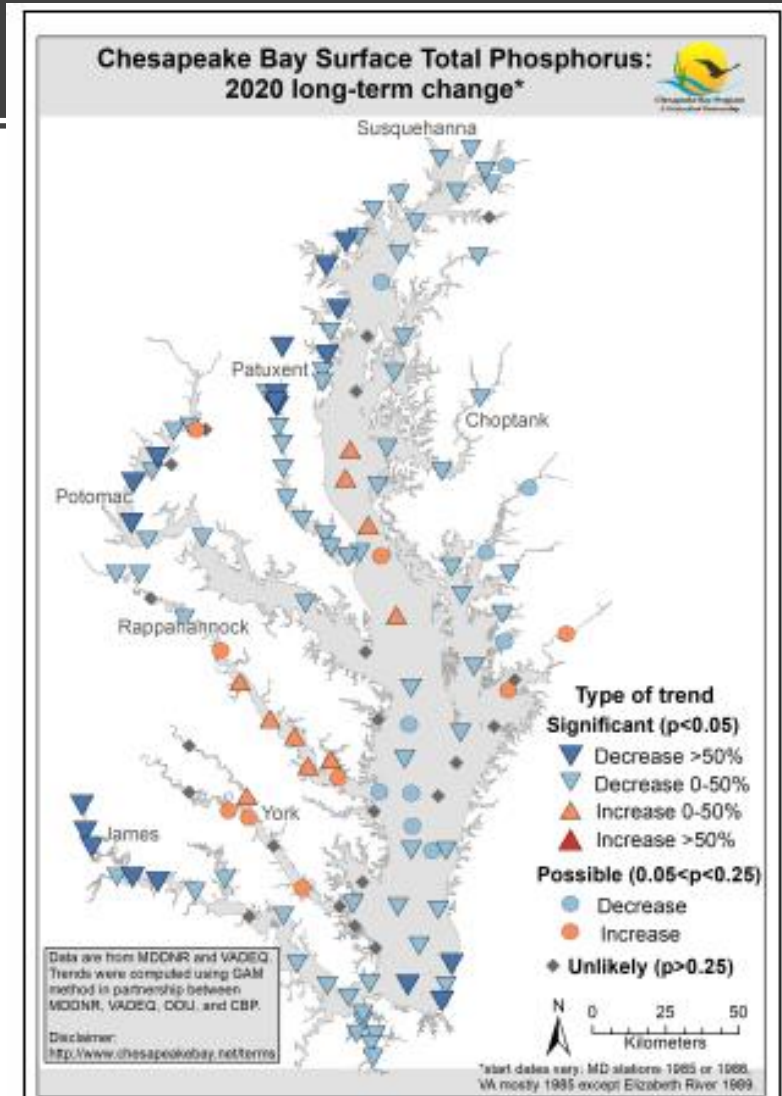 Chesapeake Bay Surface Total Phosphorus:
2020 long-term change*
Chesapeake Bay Program
Susquehanna
Patuxent
Choptank
Potomac
Rappahannock
York
James
Type of trend
Significant (p<0.05)
Decrease >50%
Decrease 0-50%
Increase 0-50%
Increase >50%
Possible (0.05<p<0.25)
Decrease
Increase
Unlikely (p>0.25)
Data are from MDDNR and VADEQ.
Trends were computed using GAM
method in partnership between
MDDNR, VADEQ, ODU, and CBP.
Disclaimer:
http://www.chesapeakebay.net/terms
N
0 25 50
Kilometers
*start dates vary: MD stations 1985 or 1986.
VA mostly 1985 except Elizabeth River 1989.